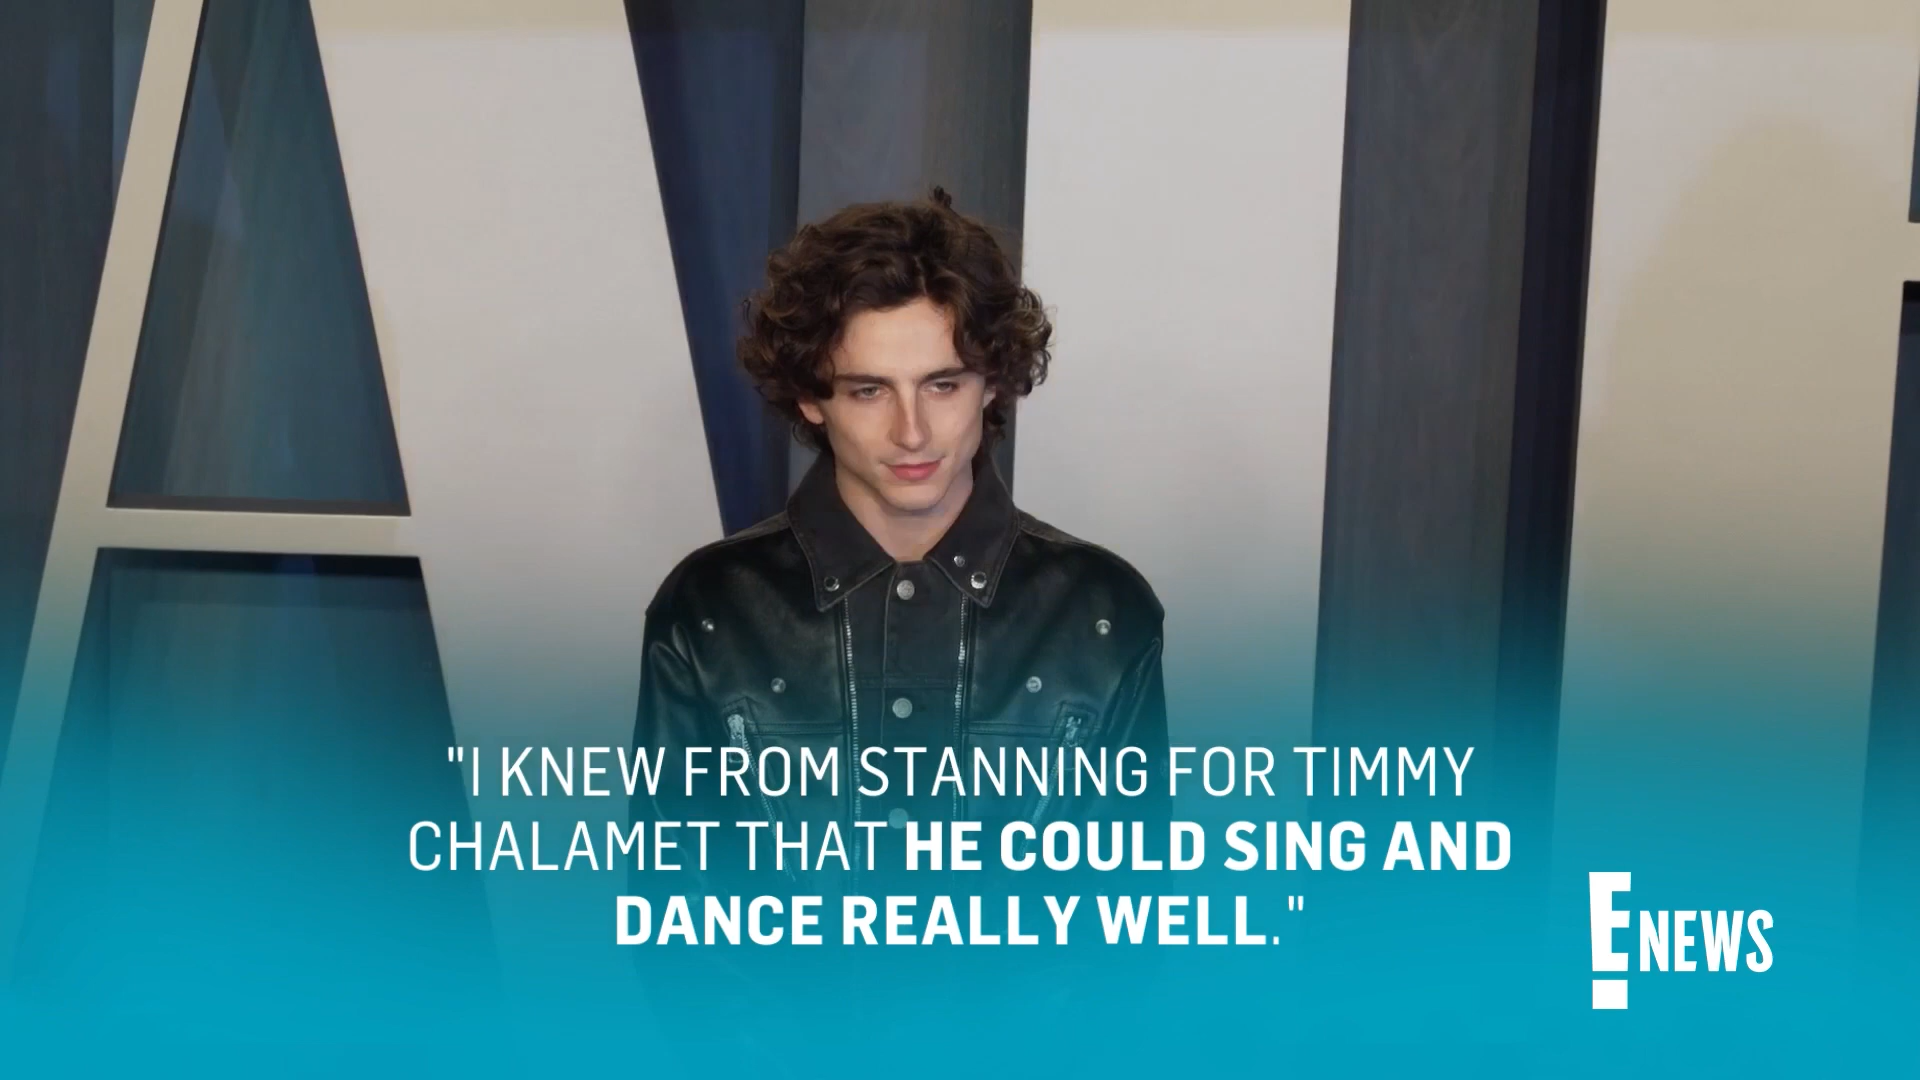 "I KNEW FROM STANNING FOR TIMMY
CHALAMET THAT HE COULD SING AND
DANCE REALLY WELL."
E! NEWS